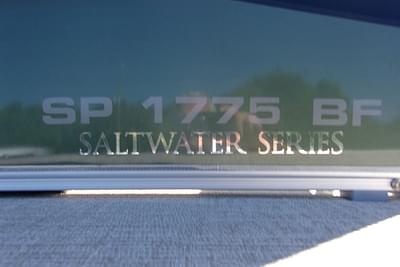 SP 1775 BF
SALTWATER SERIES